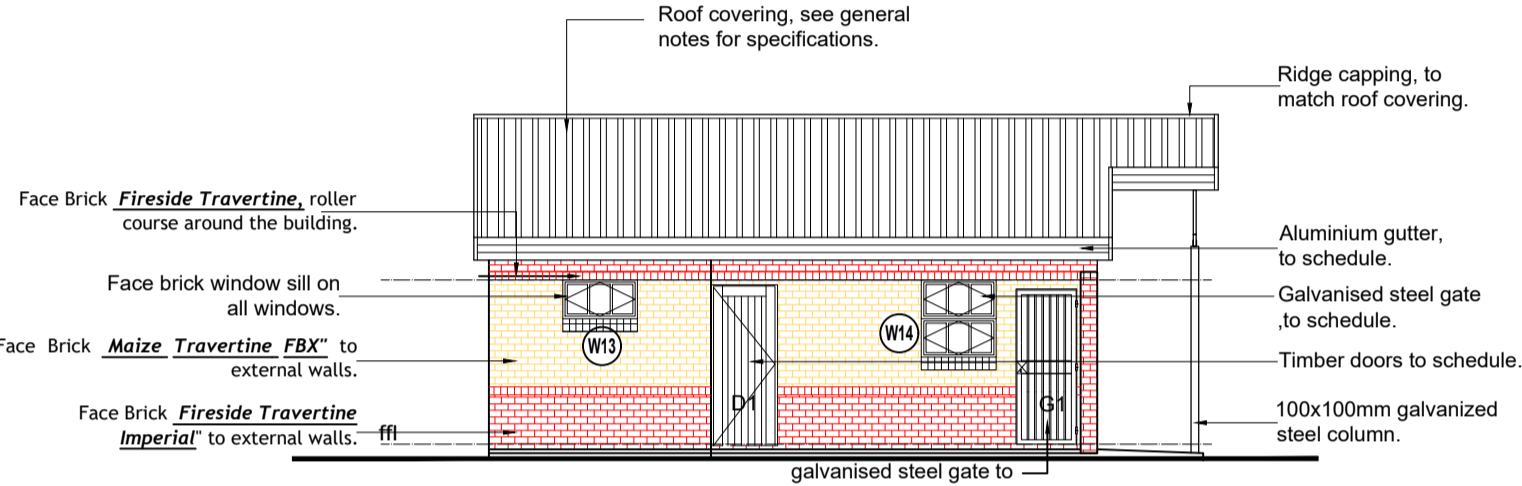 Roof covering, see general
notes for specifications.
Ridge capping, to
match roof covering.
Face Brick Fireside Travertine, roller
course around the building.
Aluminium gutter,
to schedule.
Face brick window sill on
all windows.
Galvanised steel gate
,to schedule.
W13
W14
Face Brick Maize Travertine FBX" to
external walls.
Timber doors to schedule.
D1
G1
Face Brick Fireside Travertine
Imperial" to external walls.
ffl
100x100mm galvanized
steel column.
galvanised steel gate to